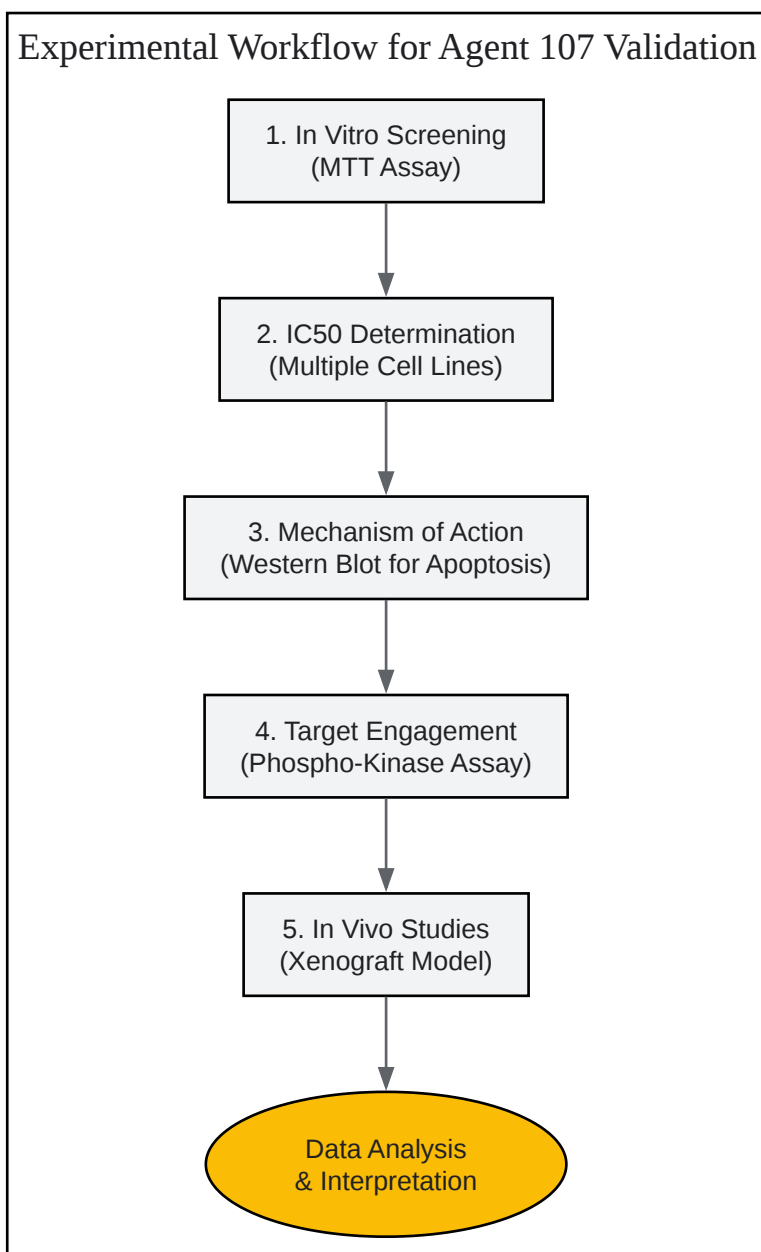 Experimental Workflow for Agent 107 Validation
1. In Vitro Screening
(MTT Assay)
2. IC50 Determination
(Multiple Cell Lines)
3. Mechanism of Action
(Western Blot for Apoptosis)
4. Target Engagement
(Phospho-Kinase Assay)
5. In Vivo Studies
(Xenograft Model)
Data Analysis
& Interpretation